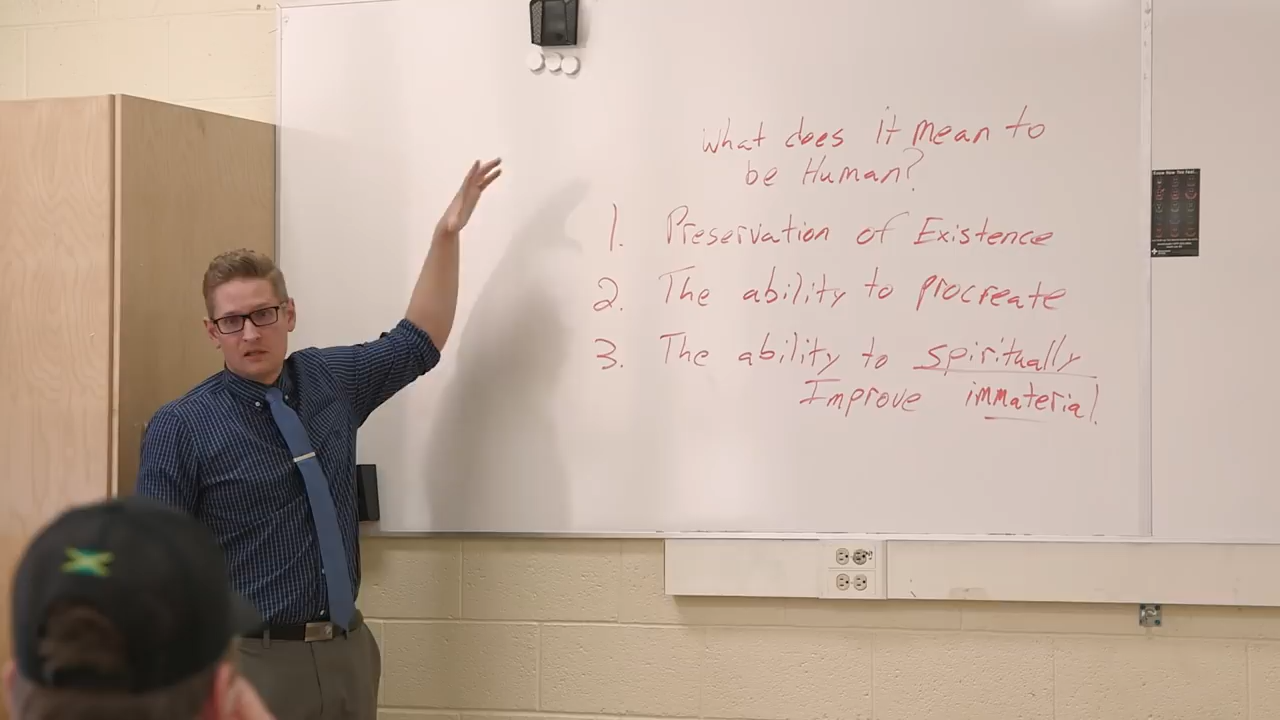 What does it mean to
be Human?
1. Preservation of Existence
2. The ability to procreate
3. The ability to spiritually
Improve immaterial